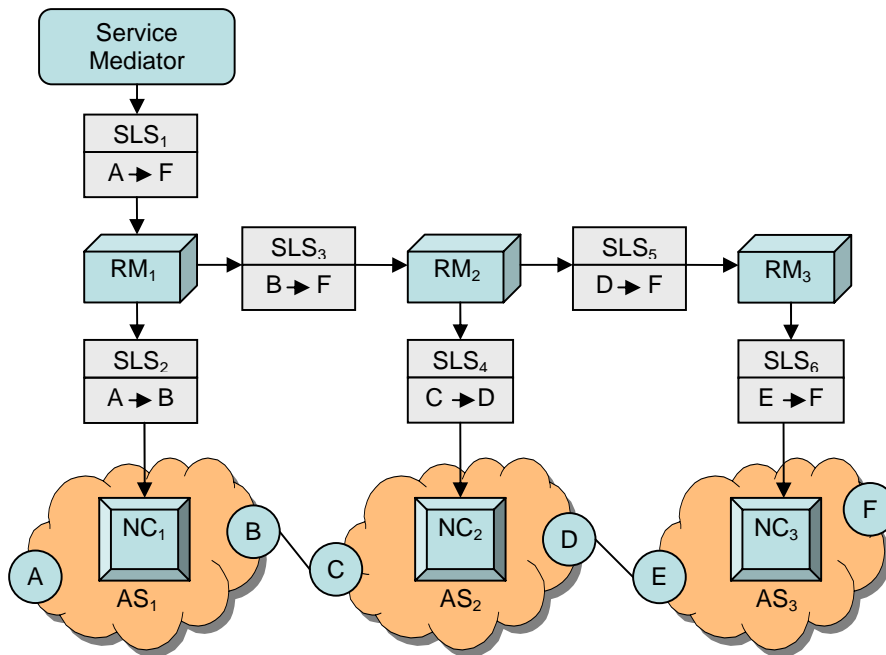 Service
Mediator
SLS₁
A → F
RM₁
SLS₃
B → F
RM₂
SLS₅
D → F
RM₃
SLS₂
A → B
SLS₄
C → D
SLS₆
E → F
NC₁
NC₂
NC₃
A
B
C
D
E
F
AS₁
AS₂
AS₃